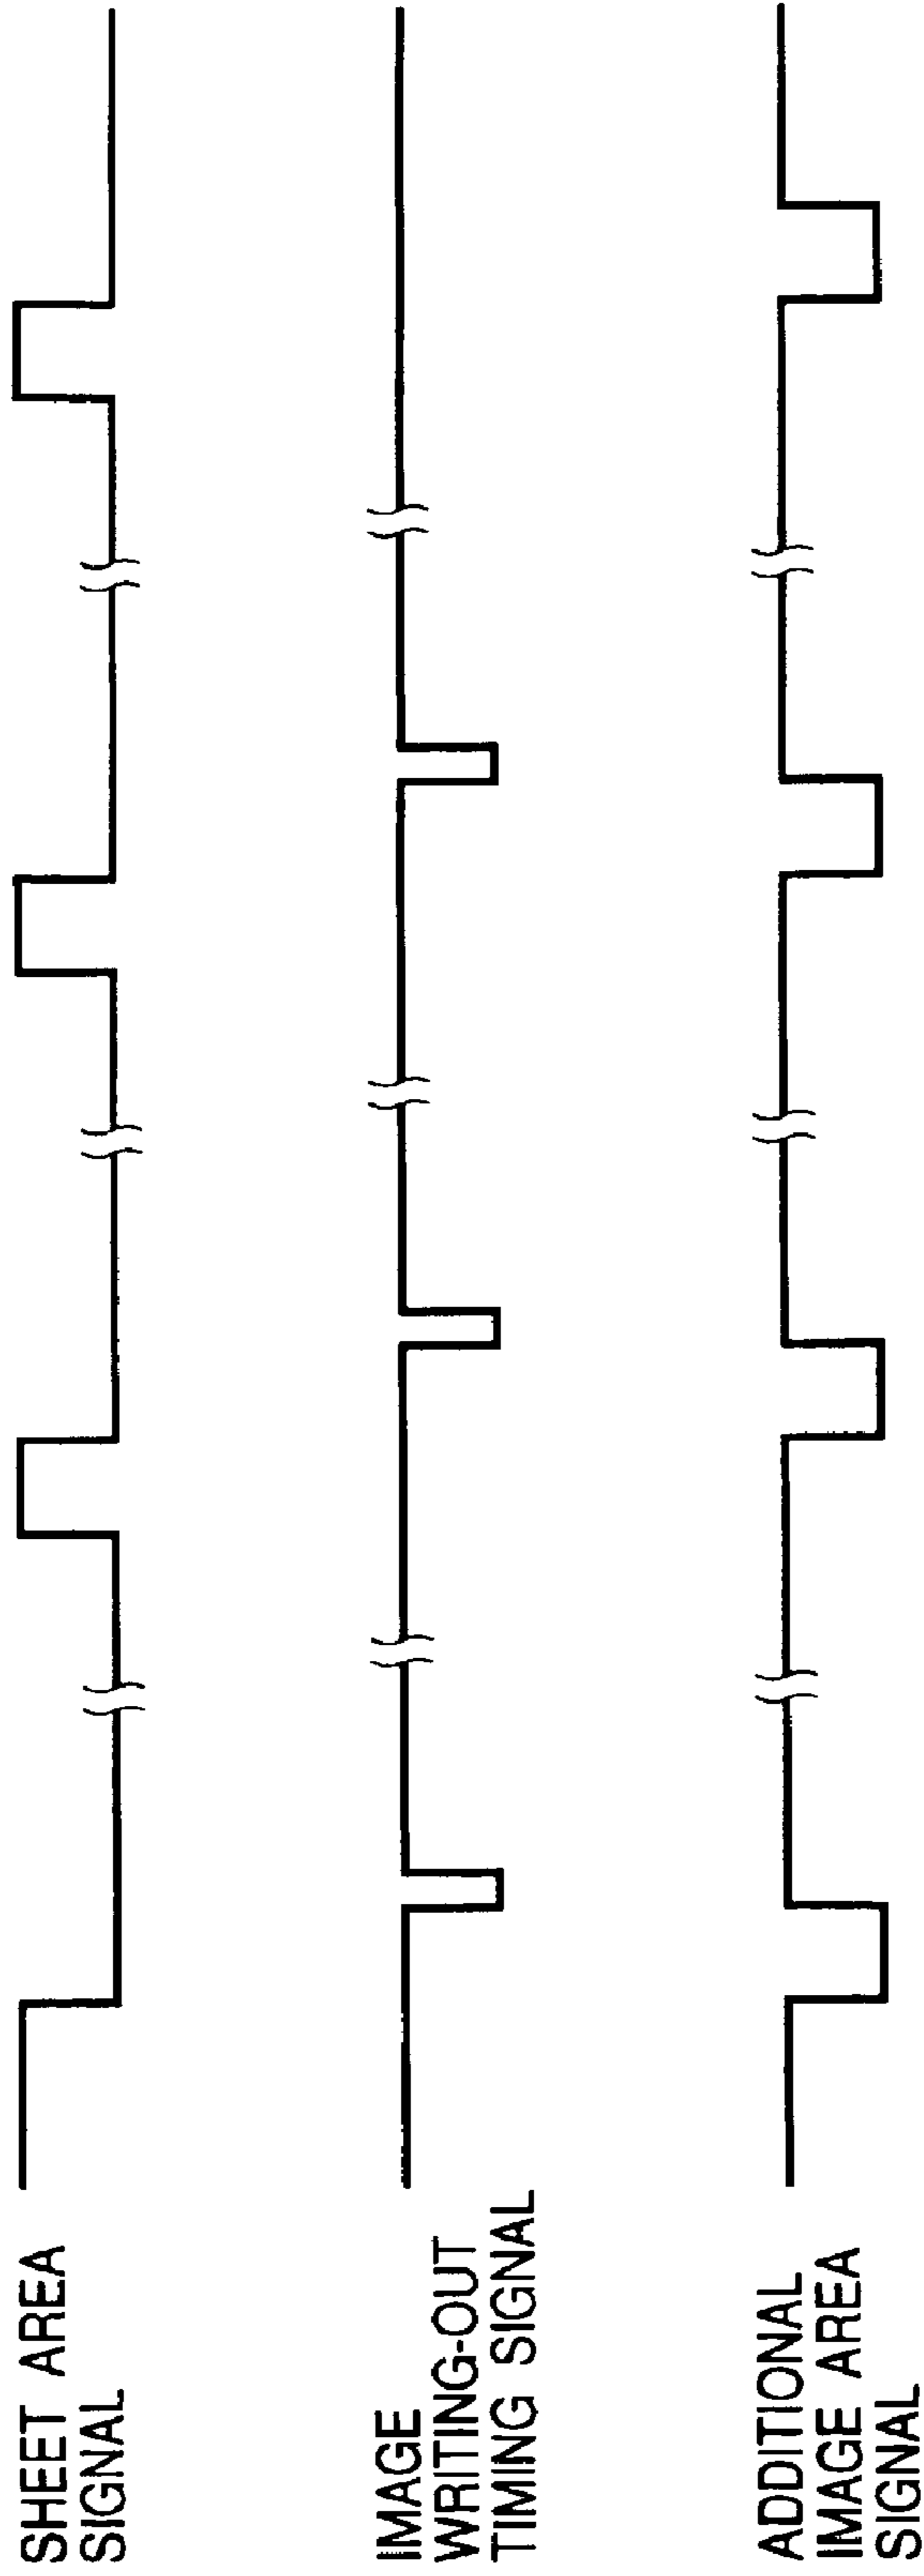 SHEET AREA
SIGNAL
IMAGE
WRITING-OUT
TIMING SIGNAL
ADDITIONAL
IMAGE AREA
SIGNAL